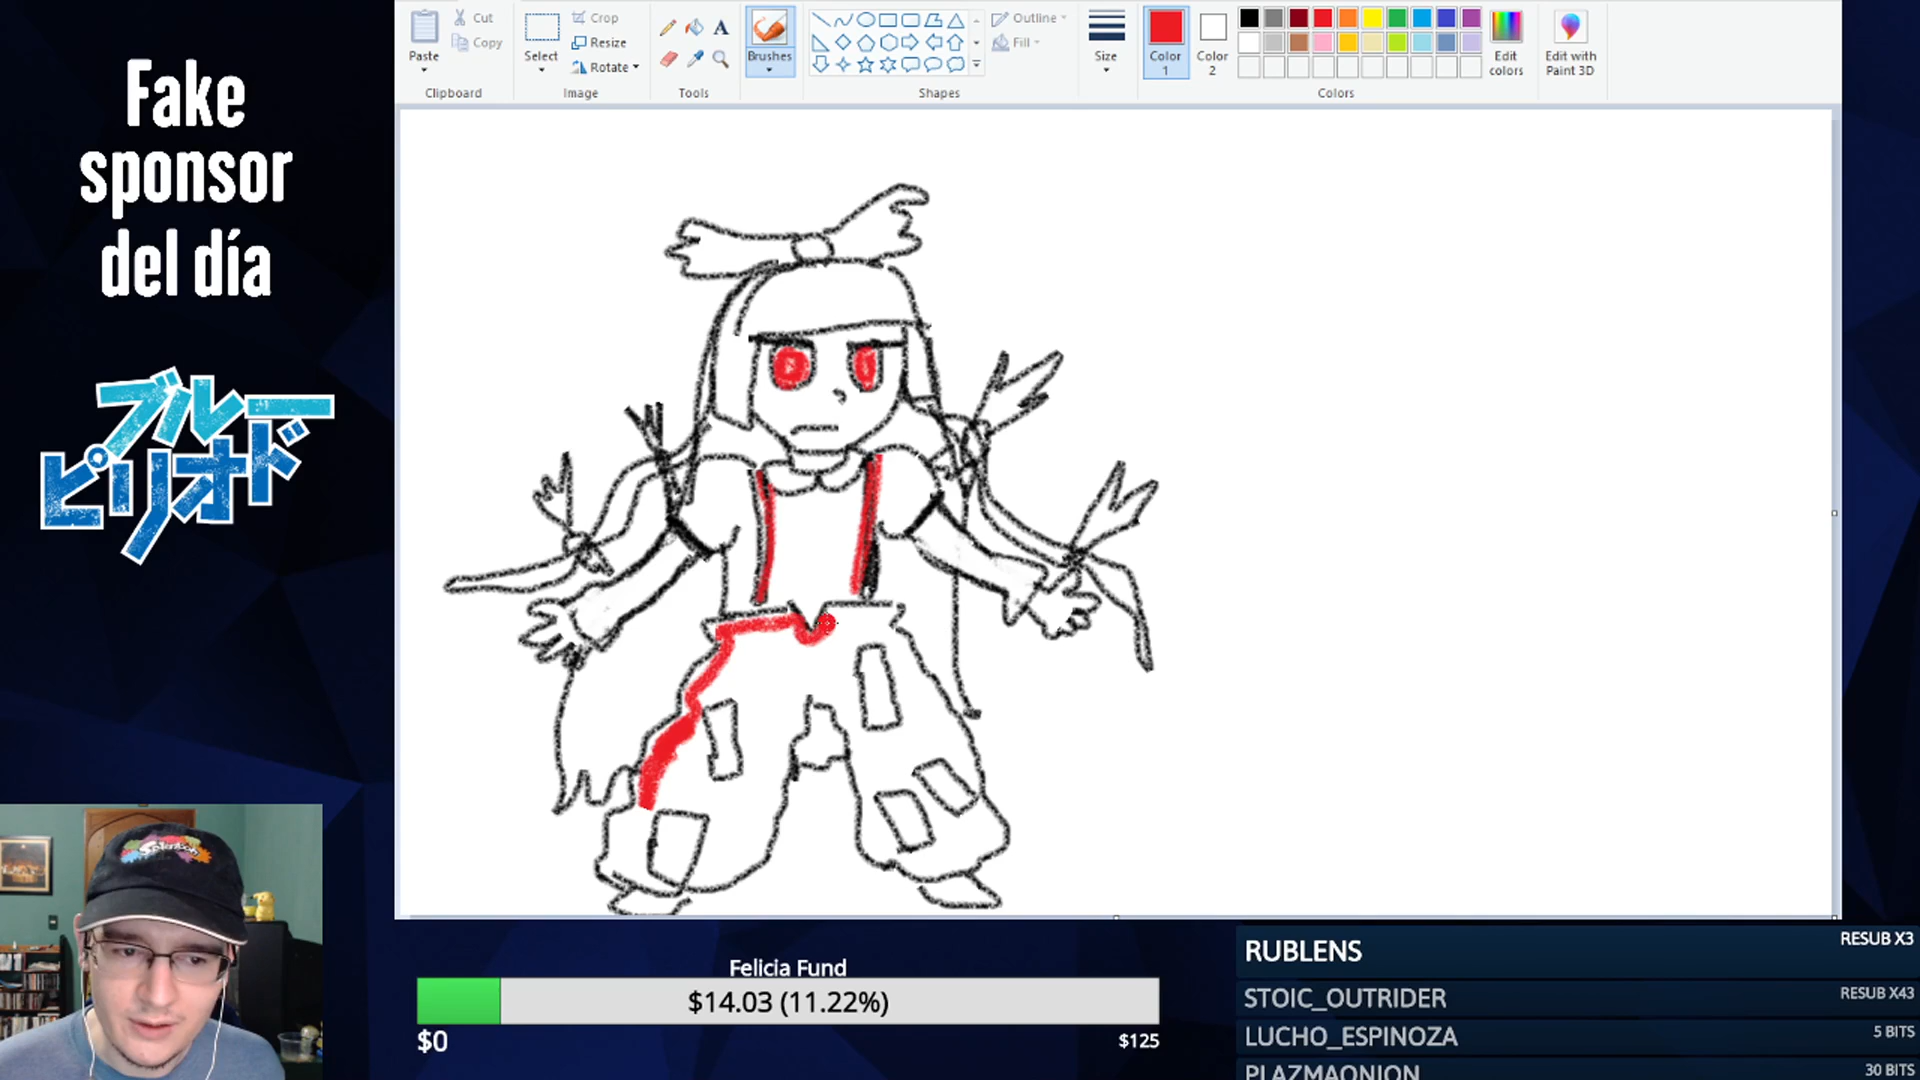 Fake
sponsor
del día
ブルー
ピリオド
Paste
Cut
Copy
Clipboard
Select
Crop
Resize
Rotate
Image
A
Tools
Brushes
Shapes
Outline
Fill
Size
Color
1
Color
2
Colors
Edit
colors
Edit with
Paint 3D
Splatoon
Felicia Fund
$14.03 (11.22%)
$0
$125
RUBLENS
RESUB X3
STOIC_OUTRIDER
RESUB X43
LUCHO_ESPINOZA
5 BITS
PLAZMAONION
30 BITS